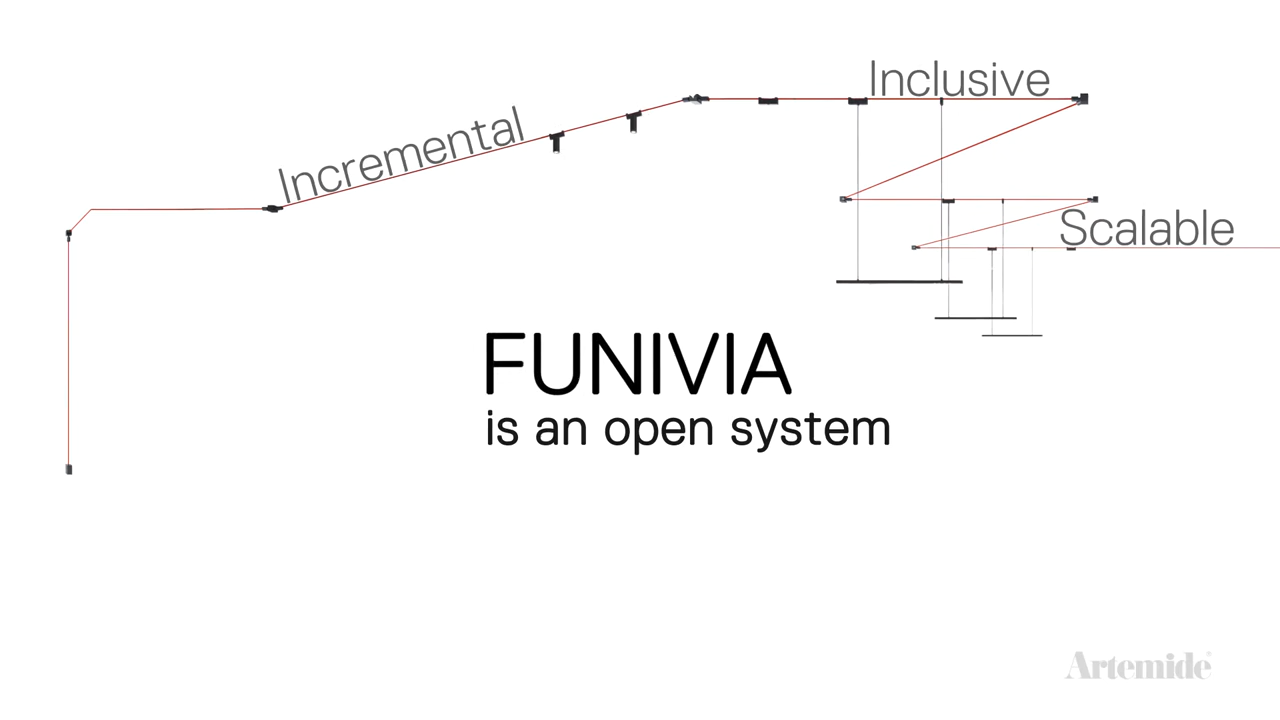 Inclusive
Incremental
Scalable
FUNIVIA
is an open system
Artemide®